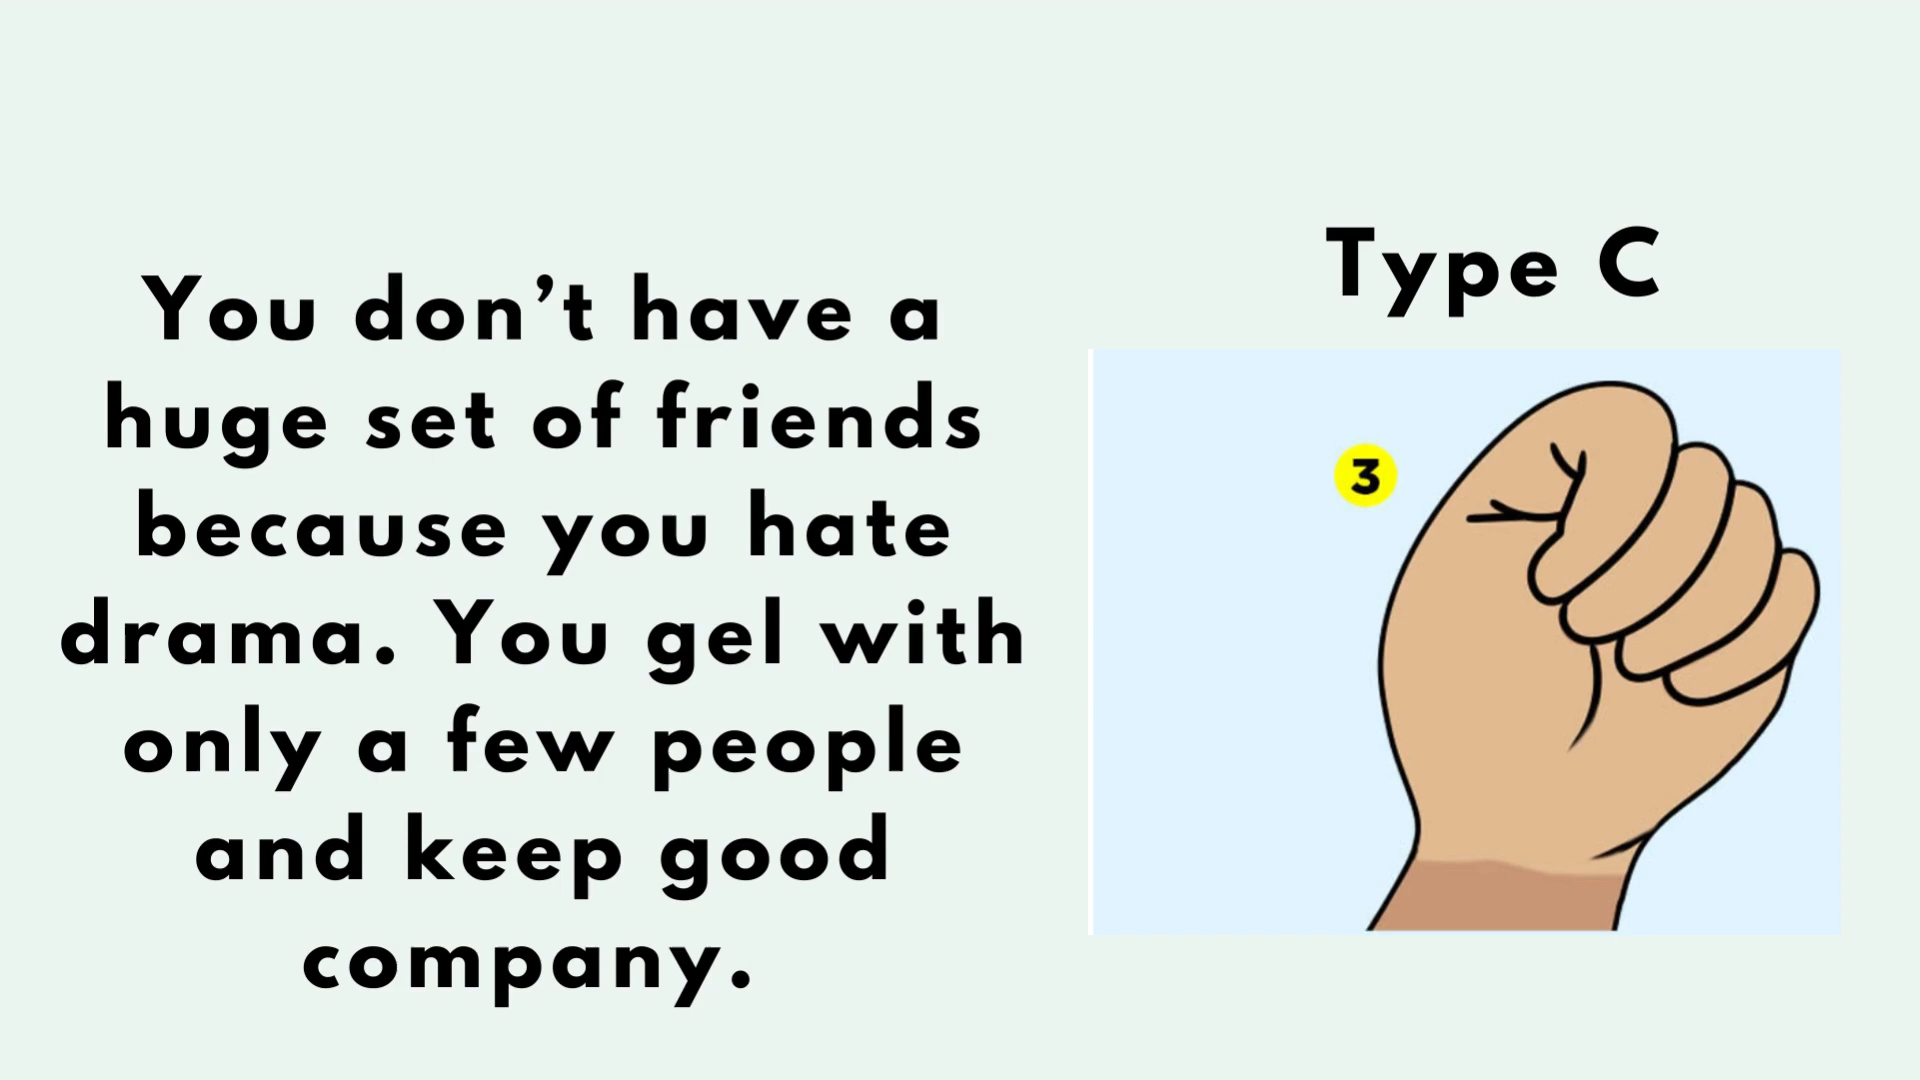 You don’t have a
huge set of friends
because you hate
drama. You gel with
only a few people
and keep good
company.
Type C
3